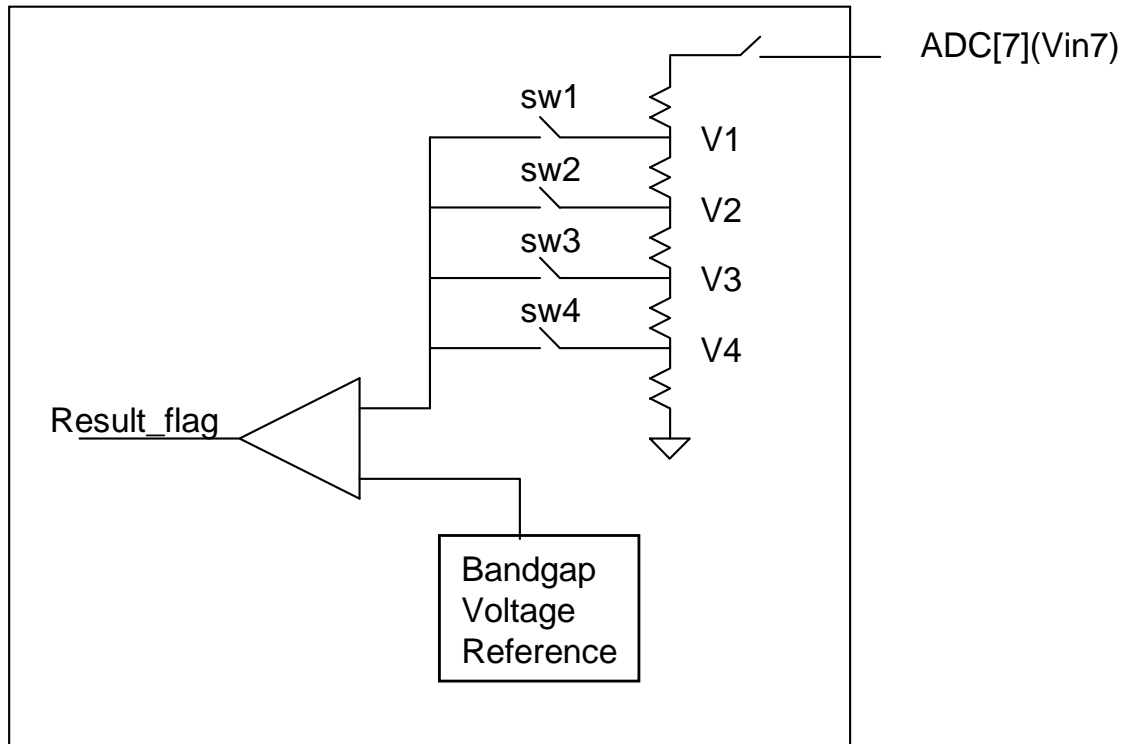 ADC[7](Vin7)
sw1
V1
sw2
V2
sw3
V3
sw4
V4
Result_flag
Bandgap
Voltage
Reference